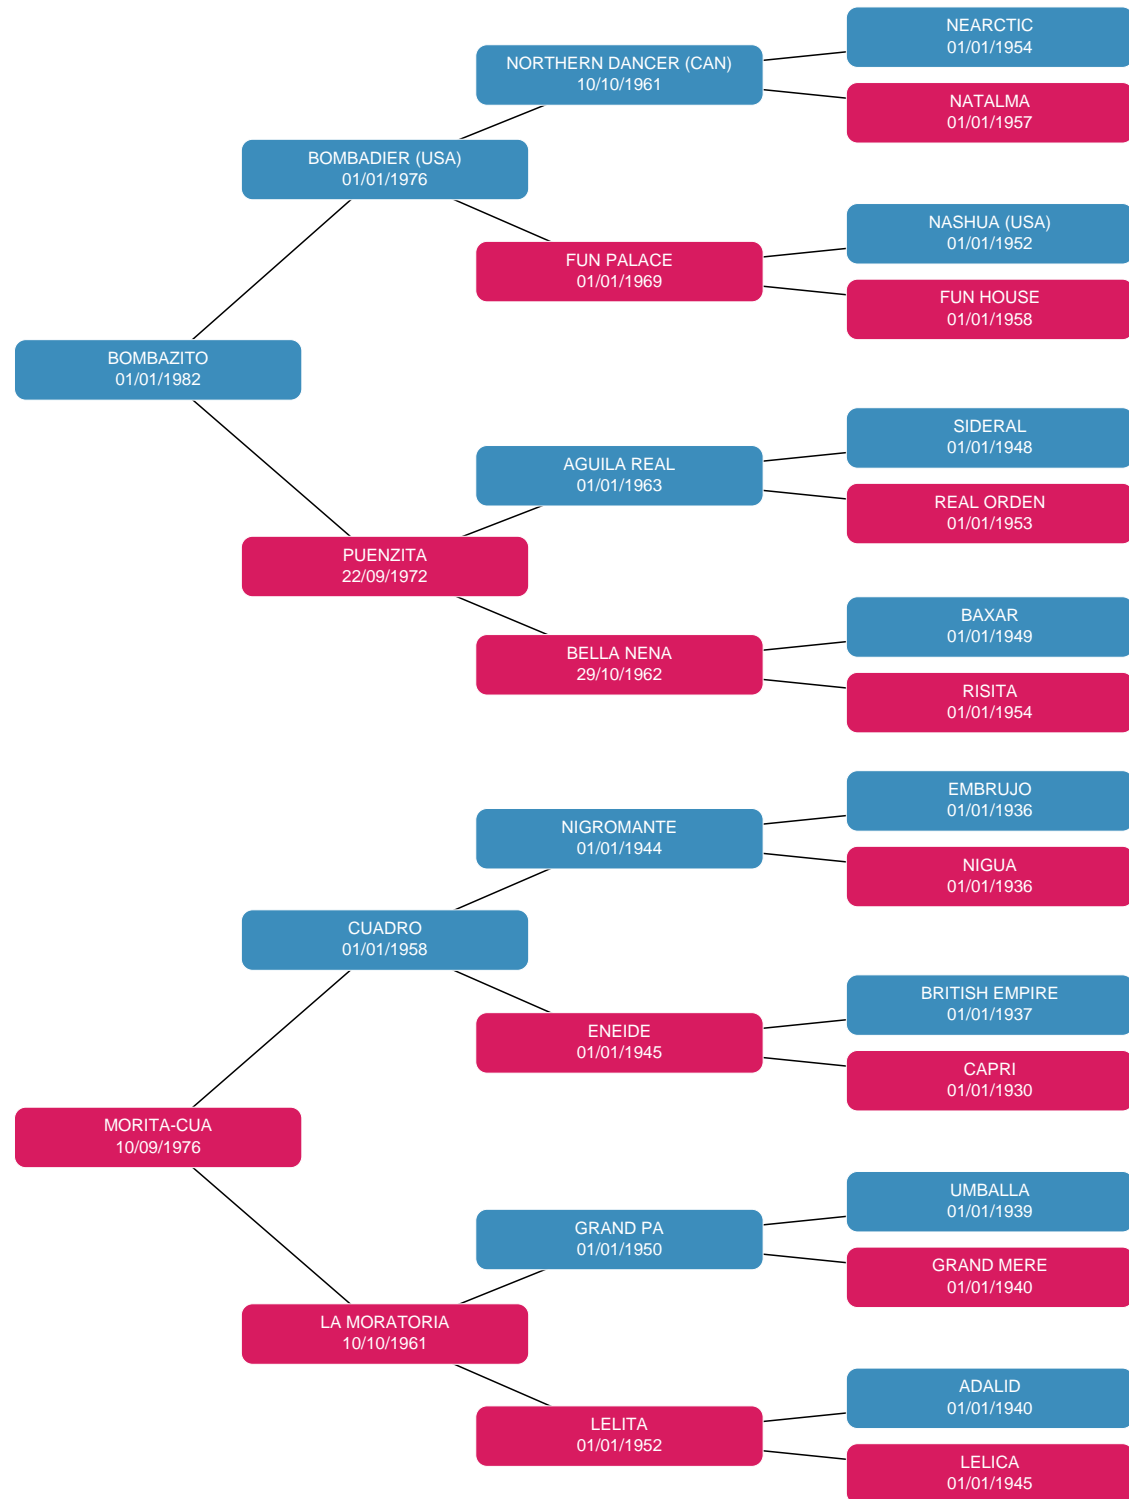 NEARCTIC
01/01/1954
NORTHERN DANCER (CAN)
10/10/1961
NATALMA
01/01/1957
BOMBADIER (USA)
01/01/1976
NASHUA (USA)
01/01/1952
FUN PALACE
01/01/1969
FUN HOUSE
01/01/1958
BOMBAZITO
01/01/1982
SIDERAL
01/01/1948
AGUILA REAL
01/01/1963
REAL ORDEN
01/01/1953
PUENZITA
22/09/1972
BAXAR
01/01/1949
BELLA NENA
29/10/1962
RISITA
01/01/1954
EMBRUJO
01/01/1936
NIGROMANTE
01/01/1944
NIGUA
01/01/1936
CUADRO
01/01/1958
BRITISH EMPIRE
01/01/1937
ENEIDE
01/01/1945
CAPRI
01/01/1930
MORITA-CUA
10/09/1976
UMBALLA
01/01/1939
GRAND PA
01/01/1950
GRAND MERE
01/01/1940
LA MORATORIA
10/10/1961
ADALID
01/01/1940
LELITA
01/01/1952
LELICA
01/01/1945